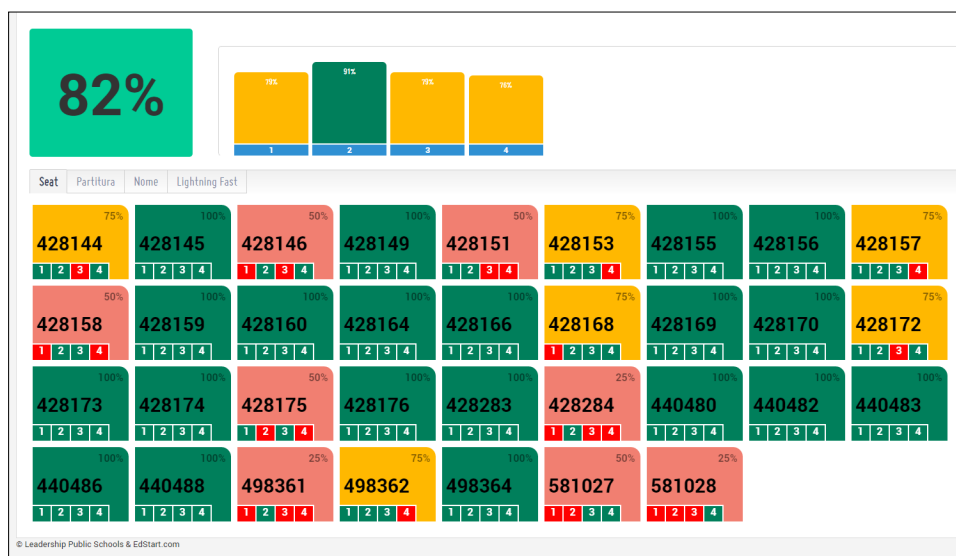 82%
79% 91% 79% 76%
1 2 3 4
Seat Partitura Nome Lightning Fast
75% 100% 50% 100% 50% 75% 100% 100% 75%
428144 428145 428146 428149 428151 428153 428155 428156 428157
1 2 3 4 1 2 3 4 1 2 3 4 1 2 3 4 1 2 3 4 1 2 3 4 1 2 3 4 1 2 3 4 1 2 3 4
50% 100% 100% 100% 100% 75% 100% 100% 75%
428158 428159 428160 428164 428166 428168 428169 428170 428172
1 2 3 4 1 2 3 4 1 2 3 4 1 2 3 4 1 2 3 4 1 2 3 4 1 2 3 4 1 2 3 4 1 2 3 4
100% 100% 50% 100% 100% 25% 100% 100% 100%
428173 428174 428175 428176 428283 428284 440480 440482 440483
1 2 3 4 1 2 3 4 1 2 3 4 1 2 3 4 1 2 3 4 1 2 3 4 1 2 3 4 1 2 3 4 1 2 3 4
100% 100% 25% 75% 100% 50% 25%
440486 440488 498361 498362 498364 581027 581028
1 2 3 4 1 2 3 4 1 2 3 4 1 2 3 4 1 2 3 4 1 2 3 4 1 2 3 4
© Leadership Public Schools & EdStart.com